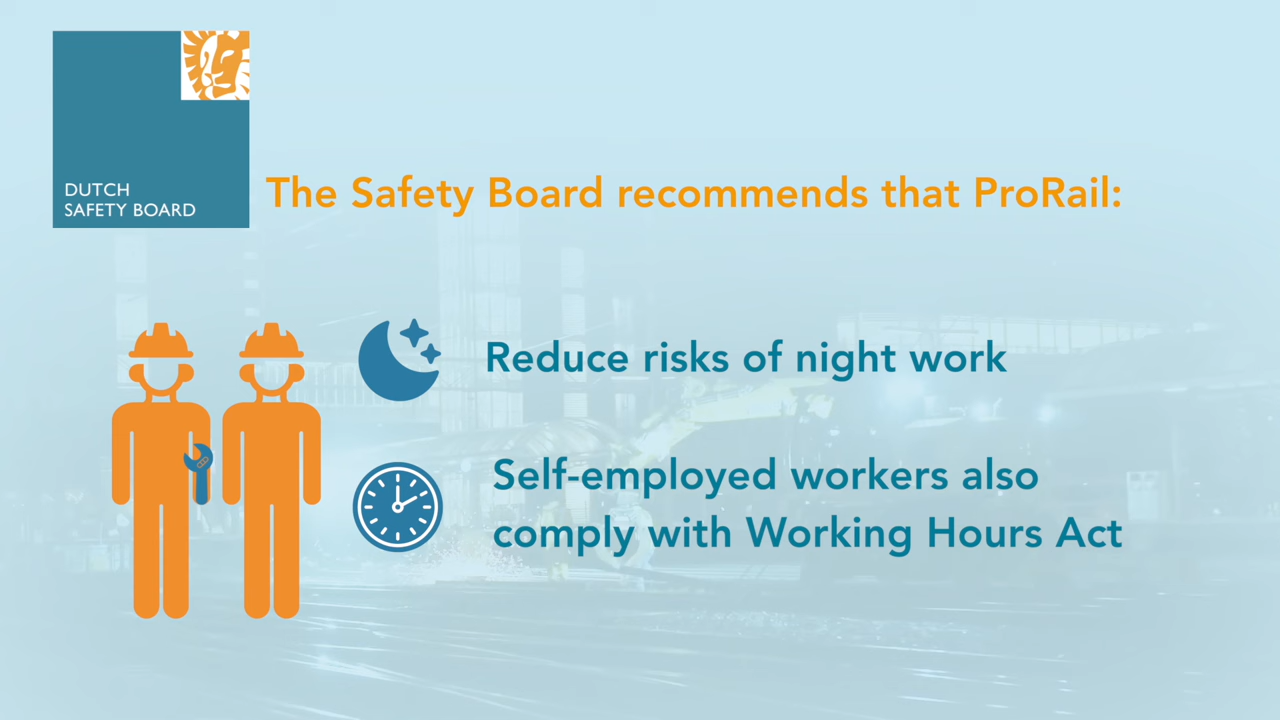 DUTCH
SAFETY BOARD
The Safety Board recommends that ProRail:
Reduce risks of night work
Self-employed workers also
comply with Working Hours Act